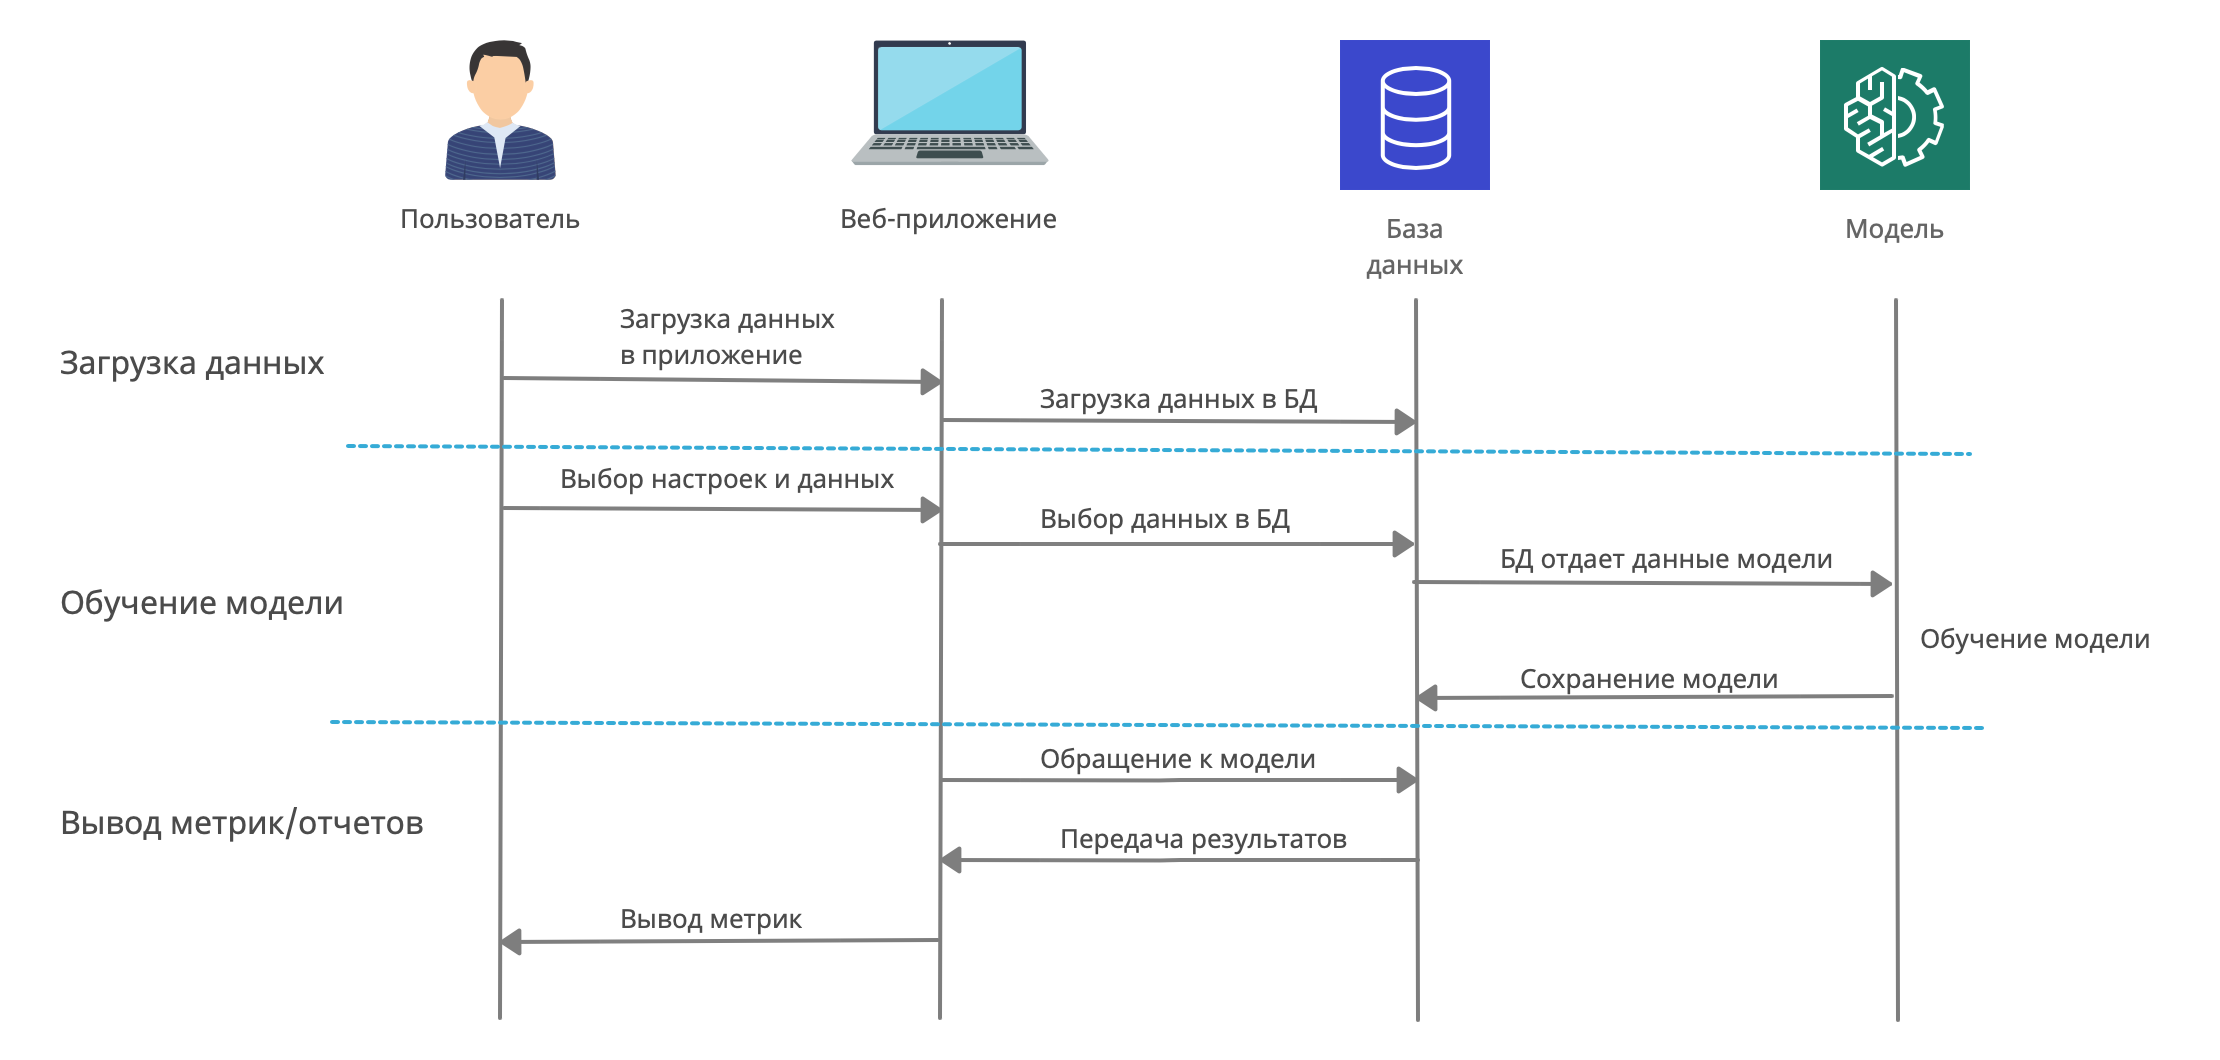 Пользователь
Веб-приложение
База
данных
Модель
Загрузка данных
Загрузка данных
в приложение
Загрузка данных в БД
Выбор настроек и данных
Выбор данных в БД
БД отдает данные модели
Обучение модели
Обучение модели
Сохранение модели
Обращение к модели
Вывод метрик/отчетов
Передача результатов
Вывод метрик